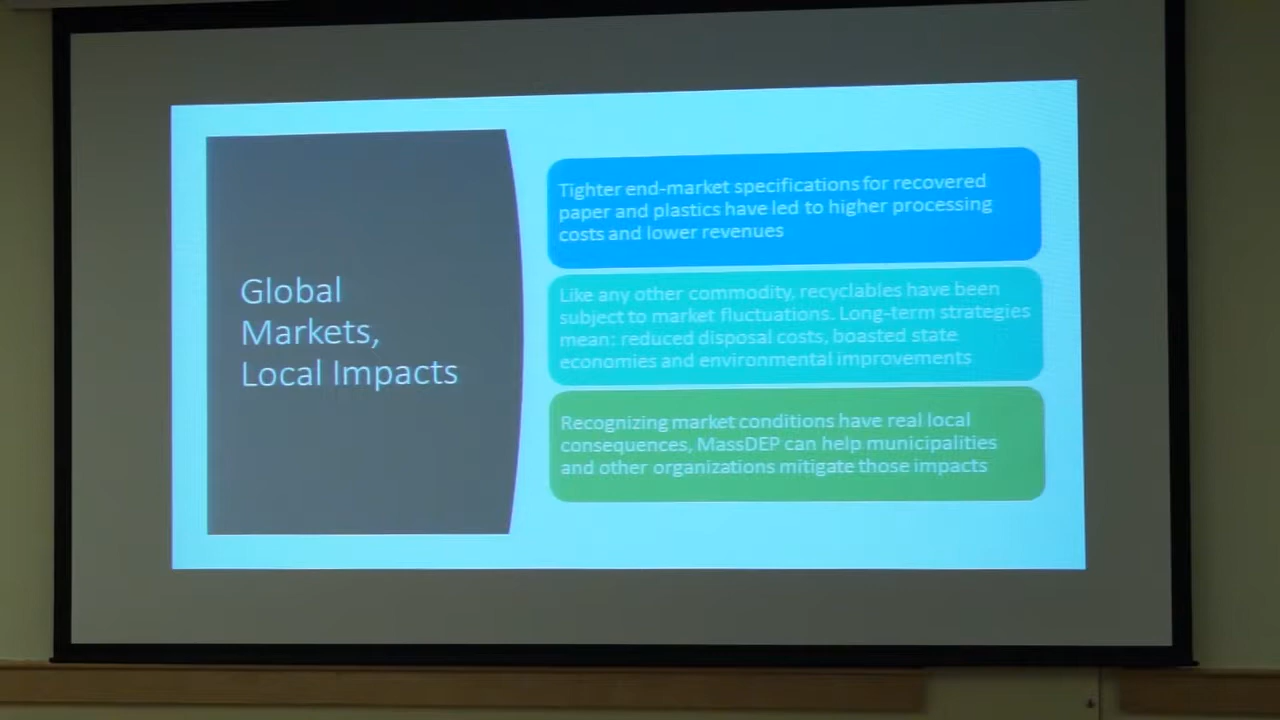 Global
Markets,
Local Impacts
Tighter end-market specifications for recovered
paper and plastics have led to higher processing
costs and lower revenues
Like any other commodity, recyclables have been
subject to market fluctuations. Long-term strategies
mean: reduced disposal costs, boasted state
economies and environmental improvements
Recognizing market conditions have real local
consequences, MassDEP can help municipalities
and other organizations mitigate those impacts